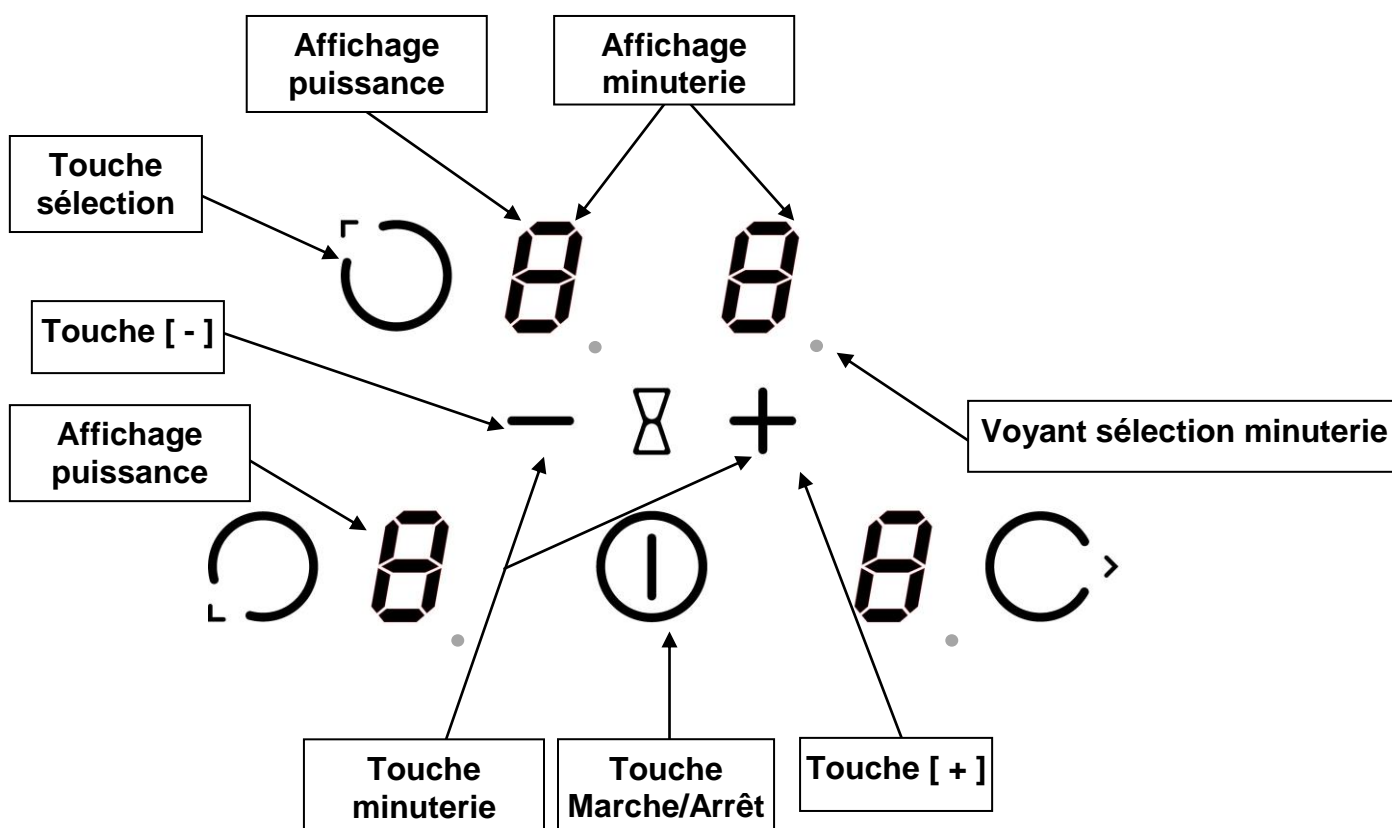 Affichage
puissance
Affichage
minuterie
Touche
sélection
Touche [ - ]
Affichage
puissance
Voyant sélection minuterie
Touche
minuterie
Touche
Marche/Arrêt
Touche [ + ]